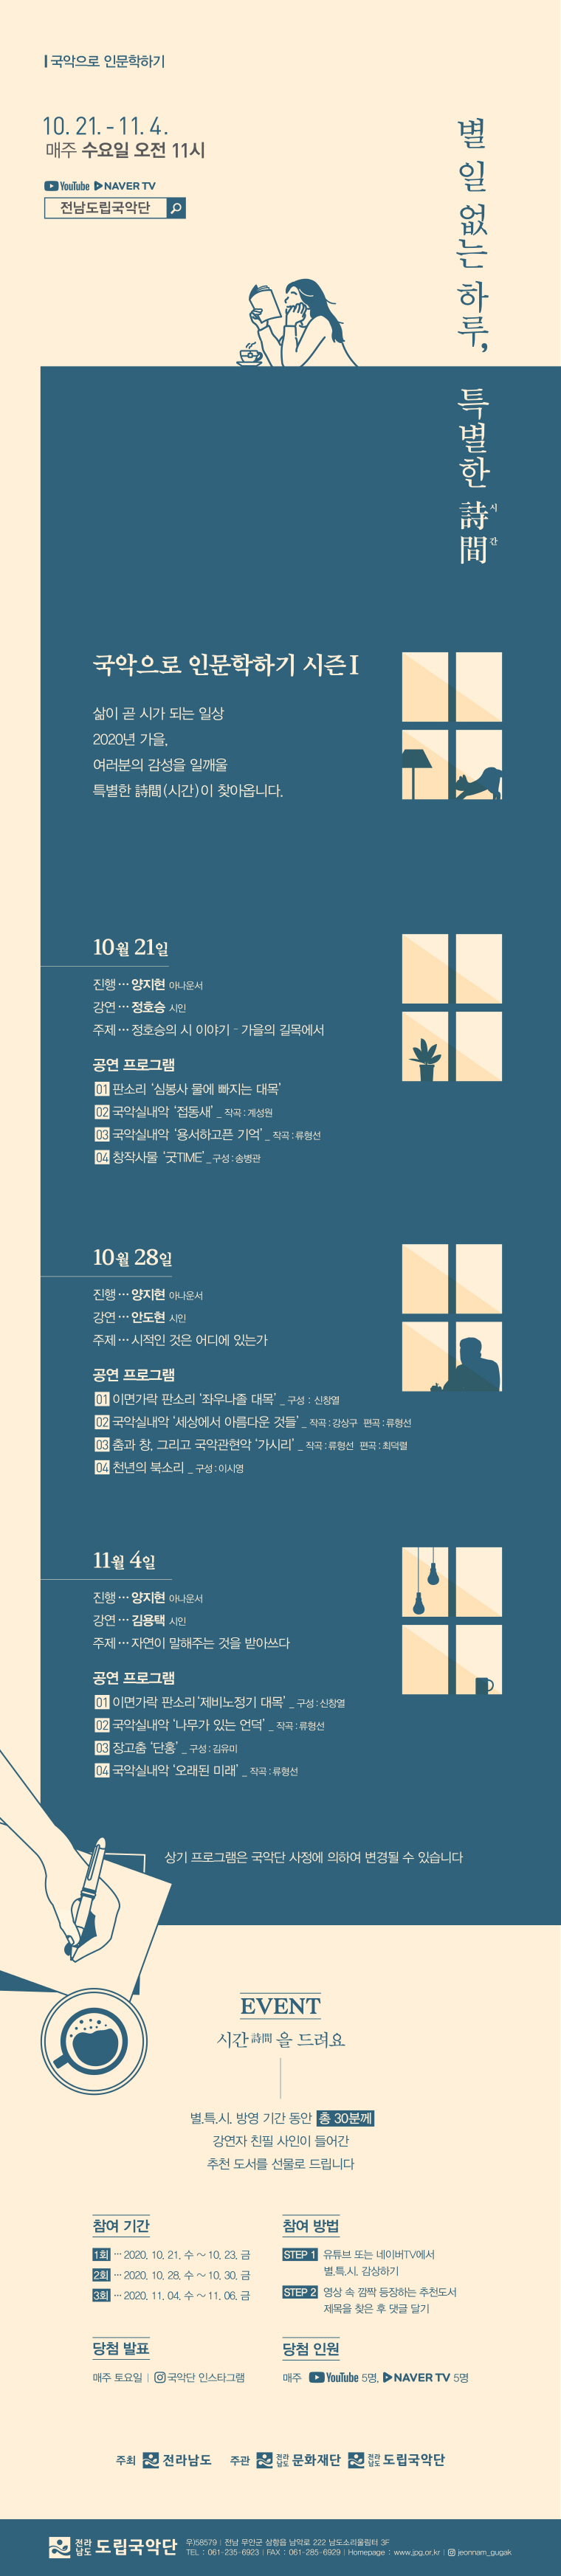 국악으로 인문학하기
10. 21. - 11. 4.
매주 수요일 오전 11시
YouTube NAVER TV
전남도립국악단
별 일 없는 하루,
특별한 詩間
시간
국악으로 인문학하기 시즌 I
삶이 곧 시가 되는 일상
2020년 가을,
여러분의 감성을 일깨울
특별한 詩間(시간)이 찾아옵니다.
10월 21일
진행 ··· 양지현 아나운서
강연 ··· 정호승 시인
주제 ··· 정호승의 시 이야기 - 가을의 길목에서
공연 프로그램
01 판소리 ‘심봉사 물에 빠지는 대목’
02 국악실내악 ‘접동새’ _ 작곡 : 계성원
03 국악실내악 ‘용서하고픈 기억’ _ 작곡 : 류형선
04 창작사물 ‘굿TIME’ _ 구성 : 송병관
10월 28일
진행 ··· 양지현 아나운서
강연 ··· 안도현 시인
주제 ··· 시적인 것은 어디에 있는가
공연 프로그램
01 이면가락 판소리 ‘좌우나졸 대목’ _ 구성 : 신창열
02 국악실내악 ‘세상에서 아름다운 것들’ _ 작곡 : 강상구 편곡 : 류형선
03 춤과 창, 그리고 국악관현악 ‘가시리’ _ 작곡 : 류형선 편곡 : 최덕렬
04 천년의 북소리 _ 구성 : 이시영
11월 4일
진행 ··· 양지현 아나운서
강연 ··· 김용택 시인
주제 ··· 자연이 말해주는 것을 받아쓰다
공연 프로그램
01 이면가락 판소리 ‘제비노정기 대목’ _ 구성 : 신창열
02 국악실내악 ‘나무가 있는 언덕’ _ 작곡 : 류형선
03 장고춤 ‘단홍’ _ 구성 : 김유미
04 국악실내악 ‘오래된 미래’ _ 작곡 : 류형선
상기 프로그램은 국악단 사정에 의하여 변경될 수 있습니다
EVENT
시간 詩間 을 드려요
별.특.시. 방영 기간 동안 총 30분께
강연자 친필 사인이 들어간
추천 도서를 선물로 드립니다
참여 기간
1회 ··· 2020. 10. 21. 수 ~ 10. 23. 금
2회 ··· 2020. 10. 28. 수 ~ 10. 30. 금
3회 ··· 2020. 11. 04. 수 ~ 11. 06. 금
참여 방법
STEP 1 유튜브 또는 네이버TV에서
별.특.시. 감상하기
STEP 2 영상 속 깜짝 등장하는 추천도서
제목을 찾은 후 댓글 달기
당첨 발표
매주 토요일 | 국악단 인스타그램
당첨 인원
매주 YouTube 5명, NAVER TV 5명
주최 전라남도 주관 전라남도 문화재단 전라남도 도립국악단
전라남도 도립국악단
우)58579 | 전남 무안군 삼향읍 남악로 222 남도소리울림터 3F
TEL : 061-235-6923 | FAX : 061-285-6929 | Homepage : www.jpg.or.kr | jeonnam_gugak